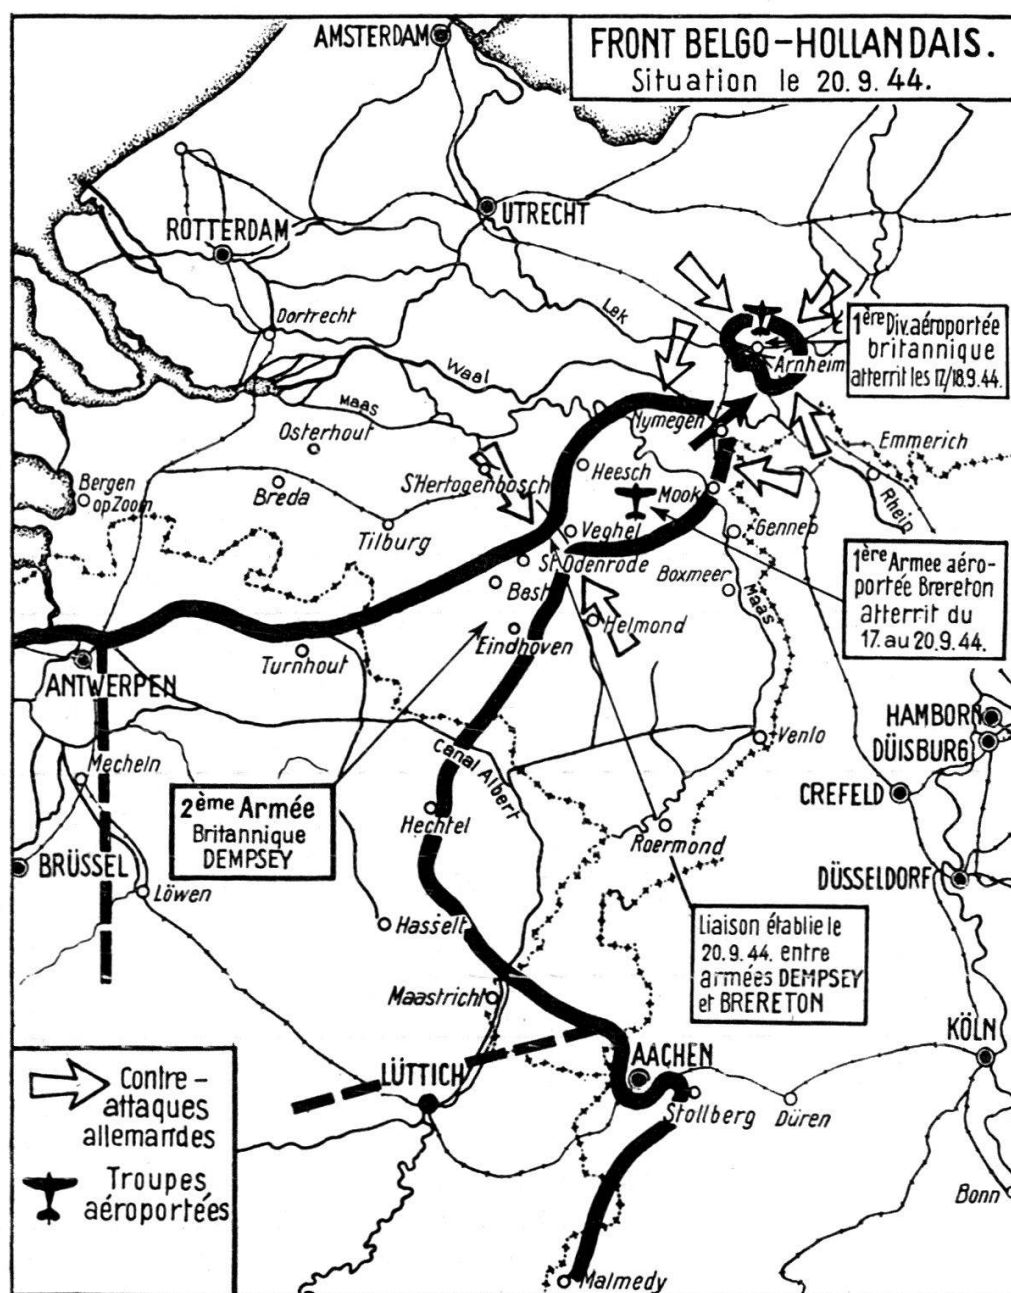 FRONT BELGO-HOLLANDAIS.
Situation le 20.9.44.
AMSTERDAM
UTRECHT
ROTTERDAM
Dortrecht
Lek
Waal
Maas
1ère Div. aéroportée
britannique
atterrit les 17/18.9.44.
Arnheim
Nymegen
Emmerich
Rhein
Osterhout
Heesch
S'Hertogenbosch
Mook
Bergen
op Zoom
Breda
Tilburg
Veghel
Gennep
St Odenrode
Boxmeer
Maas
Best
Helmond
Eindhoven
1ère Armée aéro-
portée Brereton
atterrit du
17. au 20.9.44.
Turnhout
ANTWERPEN
HAMBORN
DÜISBURG
Venlo
Mecheln
Canal Albert
CREFELD
2ème Armée
Britannique
DEMPSEY
Hechtel
Roermond
BRÜSSEL
DÜSSELDORF
Löwen
Hasselt
Liaison établie le
20.9.44. entre
armées DEMPSEY
et BRERETON
Maastricht
KÖLN
AACHEN
LÜTTICH
Stollberg
Düren
Bonn
Malmedy
Contre-
attaques
allemandes
Troupes
aéroportées